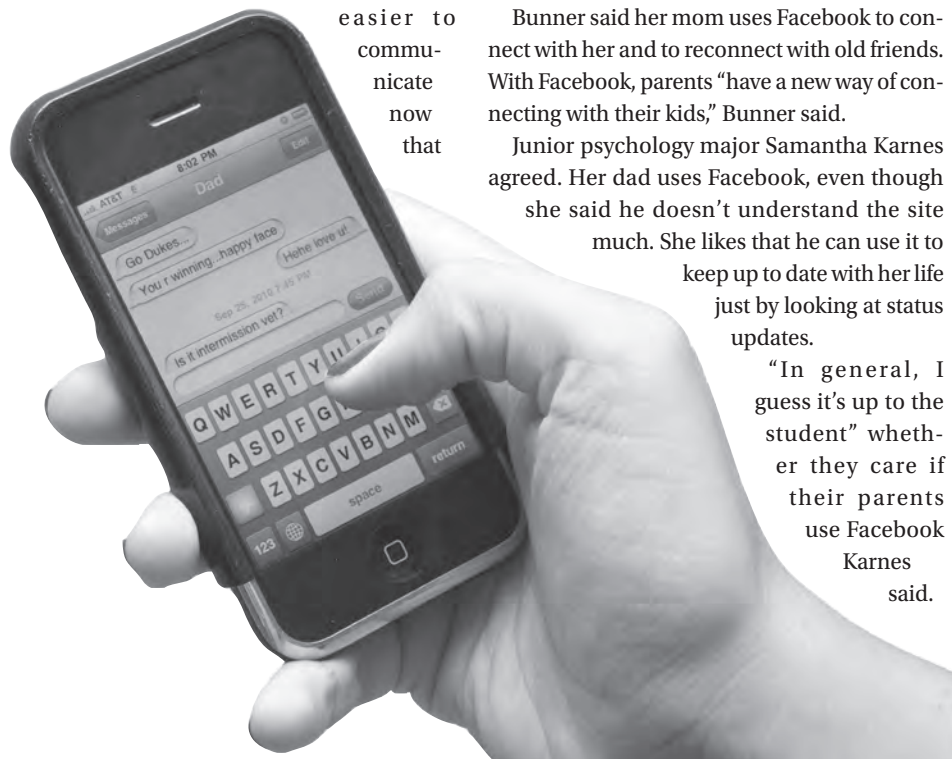 easier to
commu-
nicate
now
that
Bunner said her mom uses Facebook to con-
nect with her and to reconnect with old friends.
With Facebook, parents “have a new way of con-
necting with their kids,” Bunner said.
Junior psychology major Samantha Karnes
agreed. Her dad uses Facebook, even though
she said he doesn’t understand the site
much. She likes that he can use it to
keep up to date with her life
just by looking at status
updates.
“In general, I
guess it’s up to the
student” wheth-
er they care if
their parents
use Facebook
Karnes
said.
AT&T E 8:02 PM
Messages Dad Edit
Go Dukes...
You r winning...happy face
Hehe love u!
Sep 25, 2010 7:45 PM
Is it intermission yet?
Send
Q W E R T Y U I
A S D F G
Z X C V B N M
123 space return